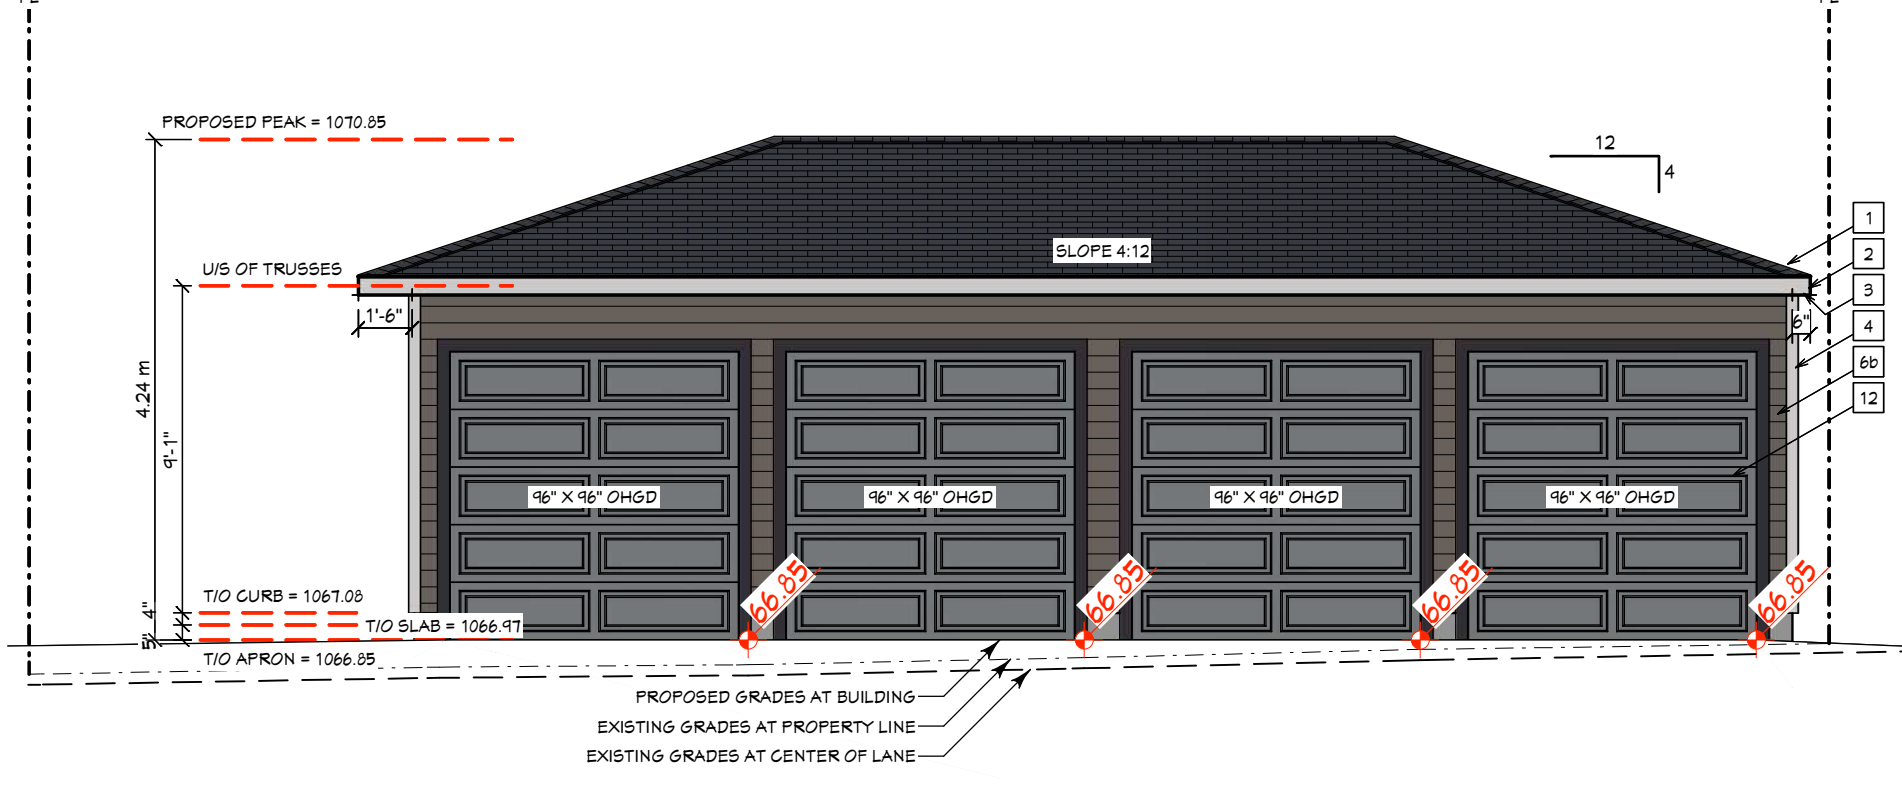 PROPOSED PEAK = 1070.85
12
4
1
SLOPE 4:12
2
U/S OF TRUSSES
3
1'-6"
6"
4
6b
4.24 m
12
9'-1"
96" X 96" OHGD
96" X 96" OHGD
96" X 96" OHGD
96" X 96" OHGD
66.85
66.85
66.85
66.85
T/O CURB = 1067.08
4"
T/O SLAB = 1066.97
5"
T/O APRON = 1066.85
PROPOSED GRADES AT BUILDING
EXISTING GRADES AT PROPERTY LINE
EXISTING GRADES AT CENTER OF LANE